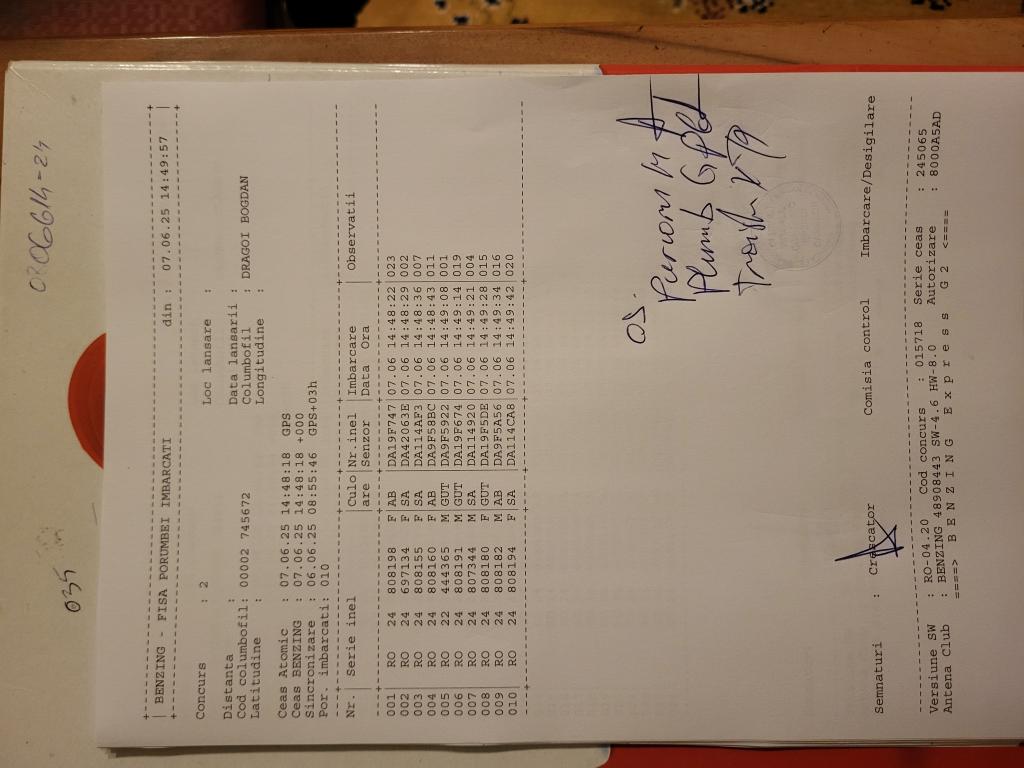 RO6614-24
035
+-----------------------------------------------------------------+
| BENZING - FISA PORUMBEI IMBARCATI din : 07.06.25 14:49:57 |
+-----------------------------------------------------------------+
Concurs : 2 Loc lansare :
Distanta : Data lansarii :
Cod columbofil: 00002 745672 Columbofil : DRAGOI BOGDAN
Latitudine : Longitudine :
Ceas Atomic : 07.06.25 14:48:18 GPS
Ceas BENZING : 07.06.25 14:48:18 +000
Sincronizare : 06.06.25 08:55:46 GPS+03h
Por. imbarcati: 010
Nr.| Serie inel |Culo|Nr.inel |Imbarcare |Observatii
| |are |Senzor |Data Ora |
001 | RO 24 808198 F|AB |DA19F747|07.06 14:48:22|023
002 | RO 24 697134 F|SA |DA42063E|07.06 14:48:29|002
003 | RO 24 808155 F|SA |DA114AF3|07.06 14:48:36|007
004 | RO 24 808160 F|AB |DA9F58BC|07.06 14:48:43|011
005 | RO 22 444365 M|GUT |DA9F5922|07.06 14:49:08|001
006 | RO 24 808191 M|GUT |DA19F674|07.06 14:49:14|019
007 | RO 24 807344 M|SA |DA114920|07.06 14:49:21|004
008 | RO 24 808180 F|GUT |DA19F5DE|07.06 14:49:28|015
009 | RO 24 808182 M|AB |DA9F5A56|07.06 14:49:34|016
010 | RO 24 808194 F|SA |DA114CA8|07.06 14:49:42|020
05.
Plumb
Semnaturi : Crescator Comisia control Imbarcare/Desigilare
Versiune SW : RO-04.20 Cod concurs : 015718 Serie ceas : 245065
Antena Club : BENZING 48908443 SW-4.6 HW-8.0 Autorizare : 8000A5AD
====> B E N Z I N G E x p r e s s G 2 <====